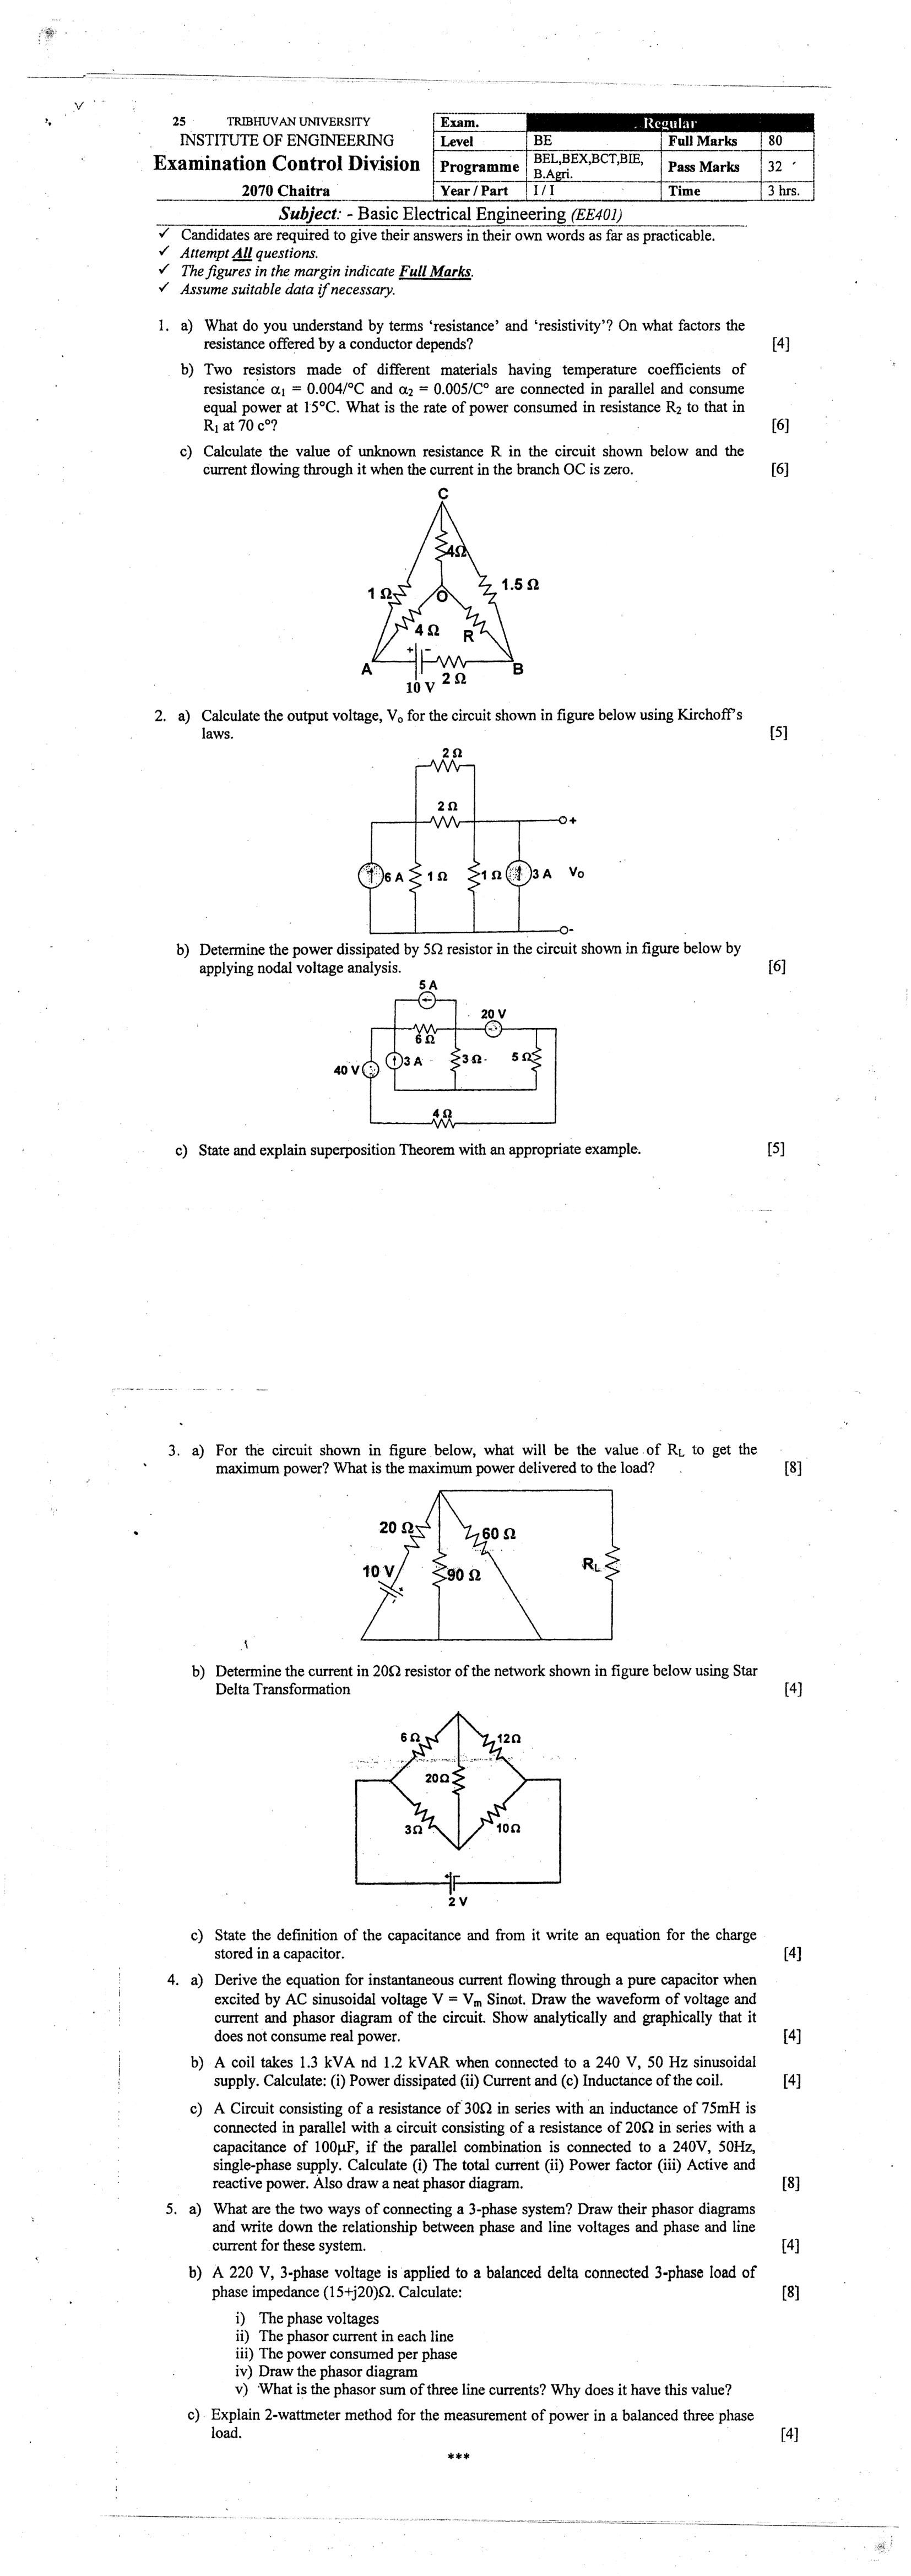 25 TRIBHUVAN UNIVERSITY
INSTITUTE OF ENGINEERING
Examination Control Division
2070 Chaitra
Exam. Regular
Level BE Full Marks 80
Programme BEL,BEX,BCT,BIE, B.Agri. Pass Marks 32
Year / Part I / I Time 3 hrs.
Subject: - Basic Electrical Engineering (EE401)
✓ Candidates are required to give their answers in their own words as far as practicable.
✓ Attempt All questions.
✓ The figures in the margin indicate Full Marks.
✓ Assume suitable data if necessary.
1. a) What do you understand by terms ‘resistance’ and ‘resistivity’? On what factors the
resistance offered by a conductor depends? [4]
b) Two resistors made of different materials having temperature coefficients of
resistance α₁ = 0.004/°C and α₂ = 0.005/C° are connected in parallel and consume
equal power at 15°C. What is the rate of power consumed in resistance R₂ to that in
R₁ at 70 c°? [6]
c) Calculate the value of unknown resistance R in the circuit shown below and the
current flowing through it when the current in the branch OC is zero. [6]
C
4Ω
1 Ω
1.5 Ω
O
4 Ω
R
A
+ -
B
10 V
2 Ω
2. a) Calculate the output voltage, Vₒ for the circuit shown in figure below using Kirchoff's
laws. [5]
2 Ω
2 Ω
+
6 A
1 Ω
1 Ω
3 A
Vo
-
b) Determine the power dissipated by 5Ω resistor in the circuit shown in figure below by
applying nodal voltage analysis. [6]
5 A
20 V
6 Ω
40 V
3 A
3 Ω
5 Ω
4 Ω
c) State and explain superposition Theorem with an appropriate example. [5]
3. a) For the circuit shown in figure below, what will be the value of R_L to get the
maximum power? What is the maximum power delivered to the load? [8]
20 Ω
60 Ω
10 V
90 Ω
R_L
+
-
b) Determine the current in 20Ω resistor of the network shown in figure below using Star
Delta Transformation [4]
6 Ω
12Ω
20Ω
3Ω
10Ω
2 V
c) State the definition of the capacitance and from it write an equation for the charge
stored in a capacitor. [4]
4. a) Derive the equation for instantaneous current flowing through a pure capacitor when
excited by AC sinusoidal voltage V = Vₘ Sinωt. Draw the waveform of voltage and
current and phasor diagram of the circuit. Show analytically and graphically that it
does not consume real power. [4]
b) A coil takes 1.3 kVA nd 1.2 kVAR when connected to a 240 V, 50 Hz sinusoidal
supply. Calculate: (i) Power dissipated (ii) Current and (c) Inductance of the coil. [4]
c) A Circuit consisting of a resistance of 30Ω in series with an inductance of 75mH is
connected in parallel with a circuit consisting of a resistance of 20Ω in series with a
capacitance of 100μF, if the parallel combination is connected to a 240V, 50Hz,
single-phase supply. Calculate (i) The total current (ii) Power factor (iii) Active and
reactive power. Also draw a neat phasor diagram. [8]
5. a) What are the two ways of connecting a 3-phase system? Draw their phasor diagrams
and write down the relationship between phase and line voltages and phase and line
current for these system. [4]
b) A 220 V, 3-phase voltage is applied to a balanced delta connected 3-phase load of
phase impedance (15+j20)Ω. Calculate: [8]
i) The phase voltages
ii) The phasor current in each line
iii) The power consumed per phase
iv) Draw the phasor diagram
v) What is the phasor sum of three line currents? Why does it have this value?
c) Explain 2-wattmeter method for the measurement of power in a balanced three phase
load. [4]
***